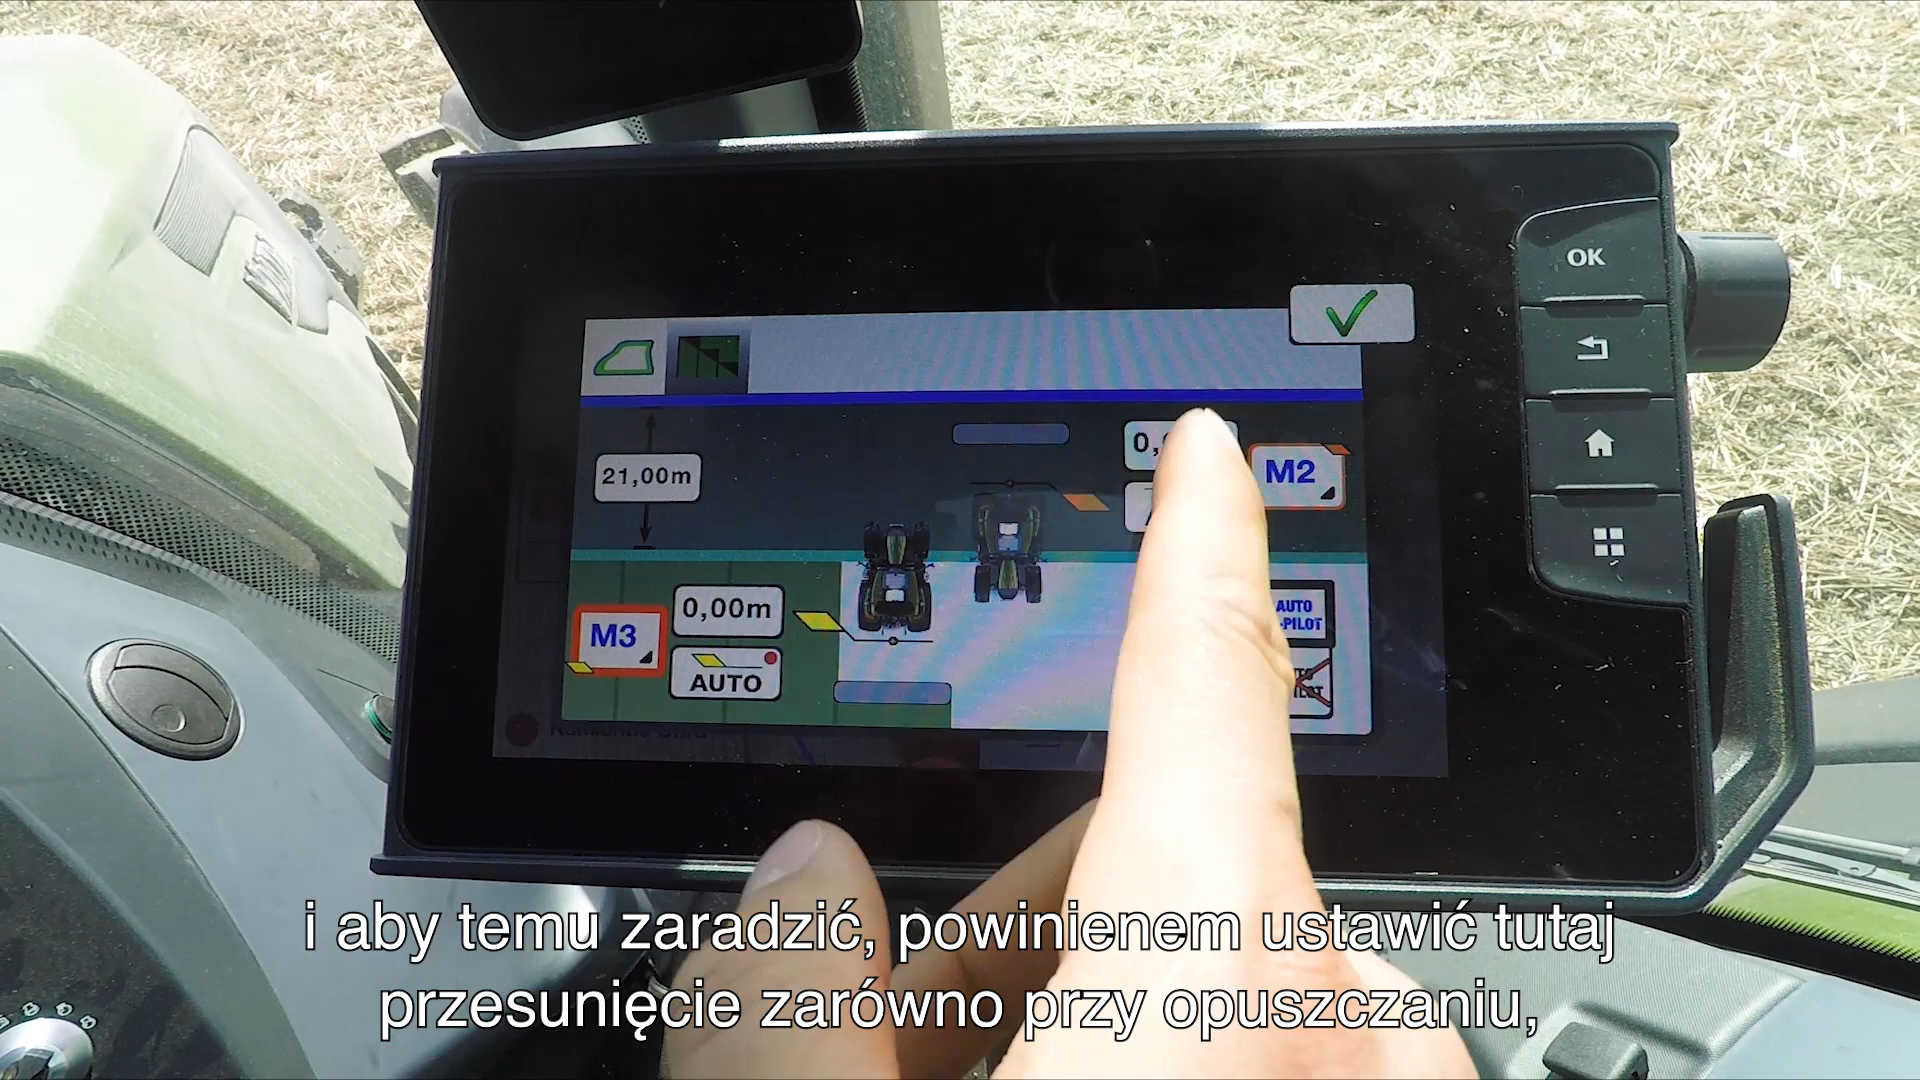 OK
21,00m
0,
M2
M3
0,00m
AUTO
AUTO
-PILOT
i aby temu zaradzić, powinienem ustawić tutaj
przesunięcie zarówno przy opuszczaniu,